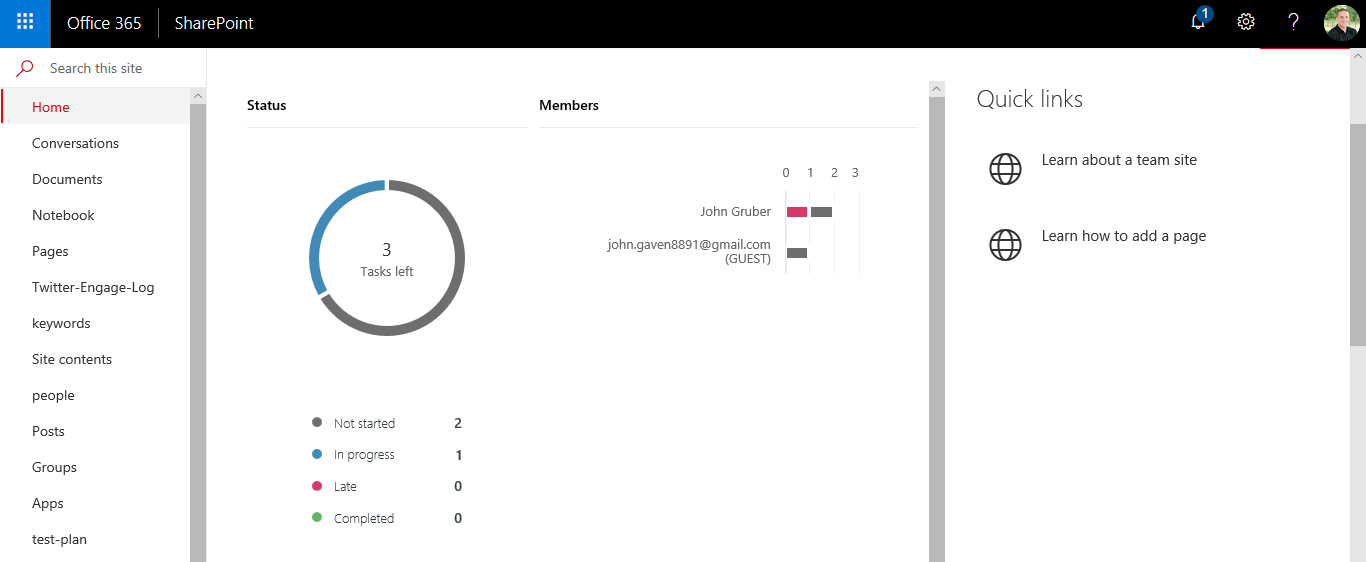 Office 365
SharePoint
1
?
Search this site
Home
Conversations
Documents
Notebook
Pages
Twitter-Engage-Log
keywords
Site contents
people
Posts
Groups
Apps
test-plan
Status
3
Tasks left
Not started 2
In progress 1
Late 0
Completed 0
Members
0 1 2 3
John Gruber
john.gaven8891@gmail.com
(GUEST)
Quick links
Learn about a team site
Learn how to add a page